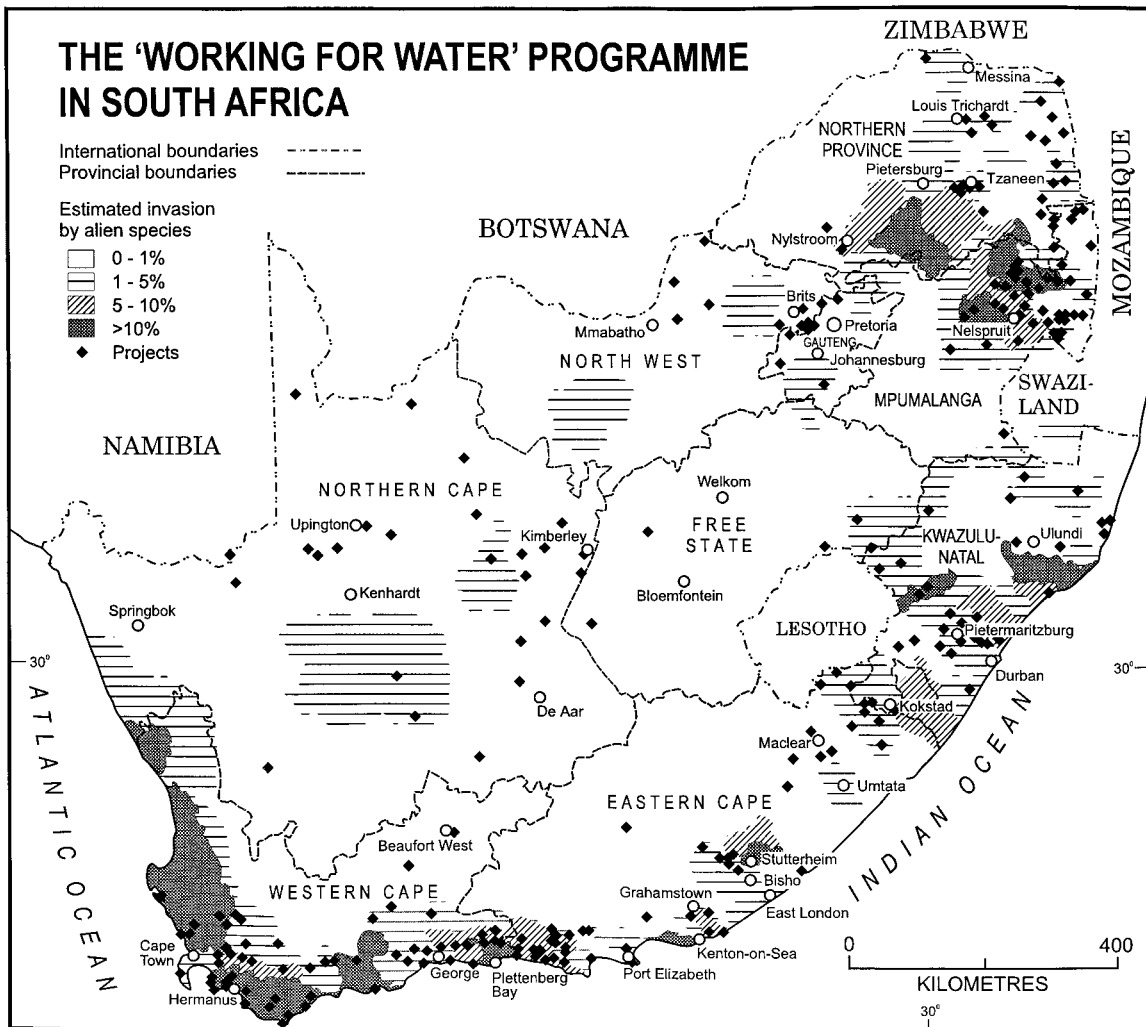 THE ‘WORKING FOR WATER’ PROGRAMME
IN SOUTH AFRICA
International boundaries
Provincial boundaries
Estimated invasion
by alien species
0 - 1%
1 - 5%
5 - 10%
>10%
Projects
ZIMBABWE
Messina
Louis Trichardt
NORTHERN
PROVINCE
Pietersburg
Tzaneen
MOZAMBIQUE
BOTSWANA
Nylstroom
Brits
Mmabatho
Pretoria
Nelspruit
GAUTENG
NORTH WEST
Johannesburg
MPUMALANGA
SWAZI-
LAND
NAMIBIA
Welkom
NORTHERN CAPE
Upington
Kimberley
FREE
STATE
KWAZULU-
NATAL
Ulundi
Kenhardt
Bloemfontein
Springbok
LESOTHO
Pietermaritzburg
30°
30°
Durban
De Aar
Kokstad
Maclear
ATLANTIC OCEAN
INDIAN OCEAN
Umtata
EASTERN CAPE
Beaufort West
Stutterheim
Bisho
WESTERN CAPE
Grahamstown
East London
Cape
Town
Kenton-on-Sea
0
400
George
Plettenberg
Bay
Port Elizabeth
Hermanus
KILOMETRES
30°